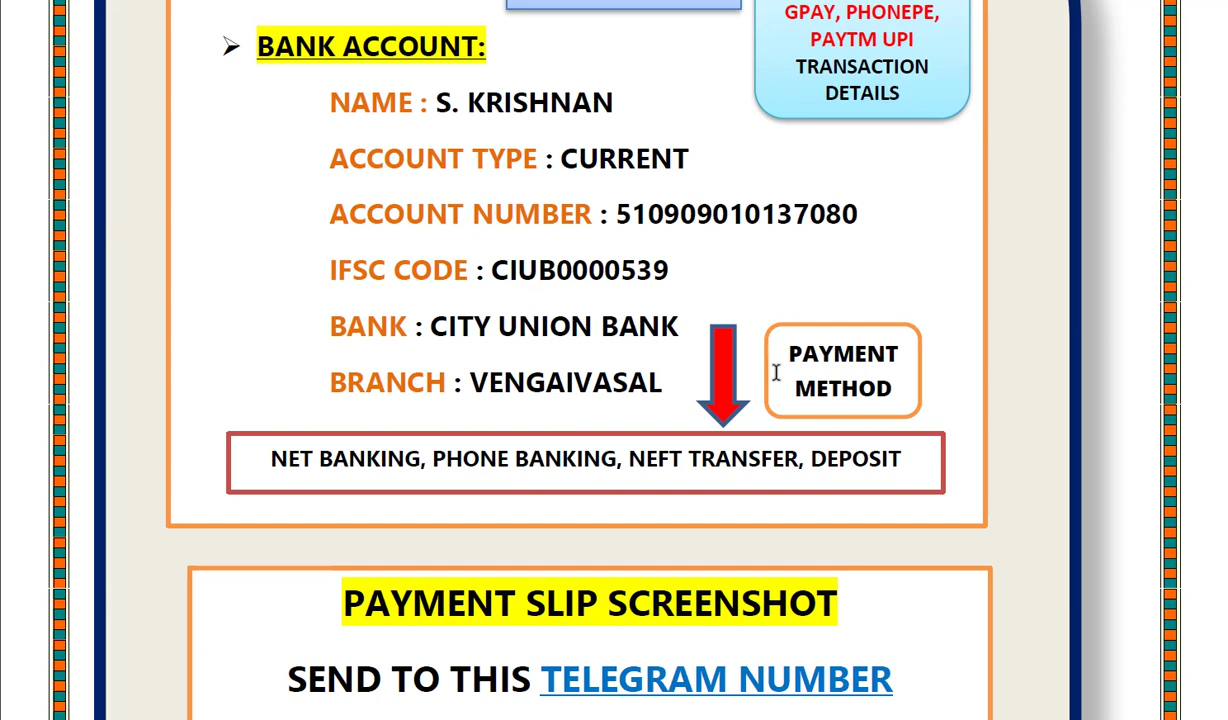 GPAY, PHONEPE,
PAYTM UPI
TRANSACTION
DETAILS
BANK ACCOUNT:
NAME : S. KRISHNAN
ACCOUNT TYPE : CURRENT
ACCOUNT NUMBER : 510909010137080
IFSC CODE : CIUB0000539
BANK : CITY UNION BANK
BRANCH : VENGAIVASAL
PAYMENT
METHOD
NET BANKING, PHONE BANKING, NEFT TRANSFER, DEPOSIT
PAYMENT SLIP SCREENSHOT
SEND TO THIS TELEGRAM NUMBER